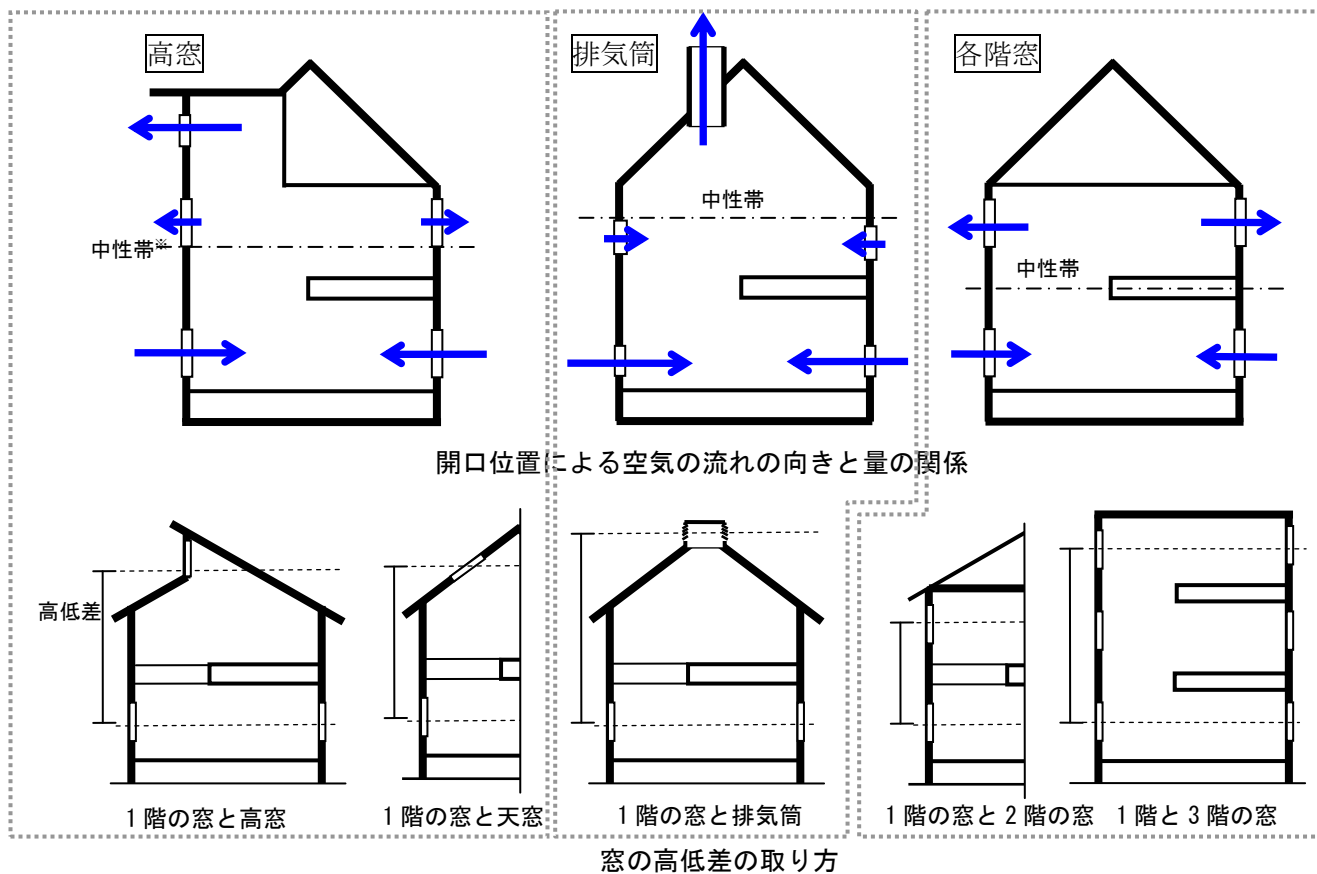 高窓
排気筒
各階窓
中性帯※
中性帯
中性帯
開口位置による空気の流れの向きと量の関係
高低差
1階の窓と高窓
1階の窓と天窓
1階の窓と排気筒
1階の窓と2階の窓
1階と3階の窓
窓の高低差の取り方